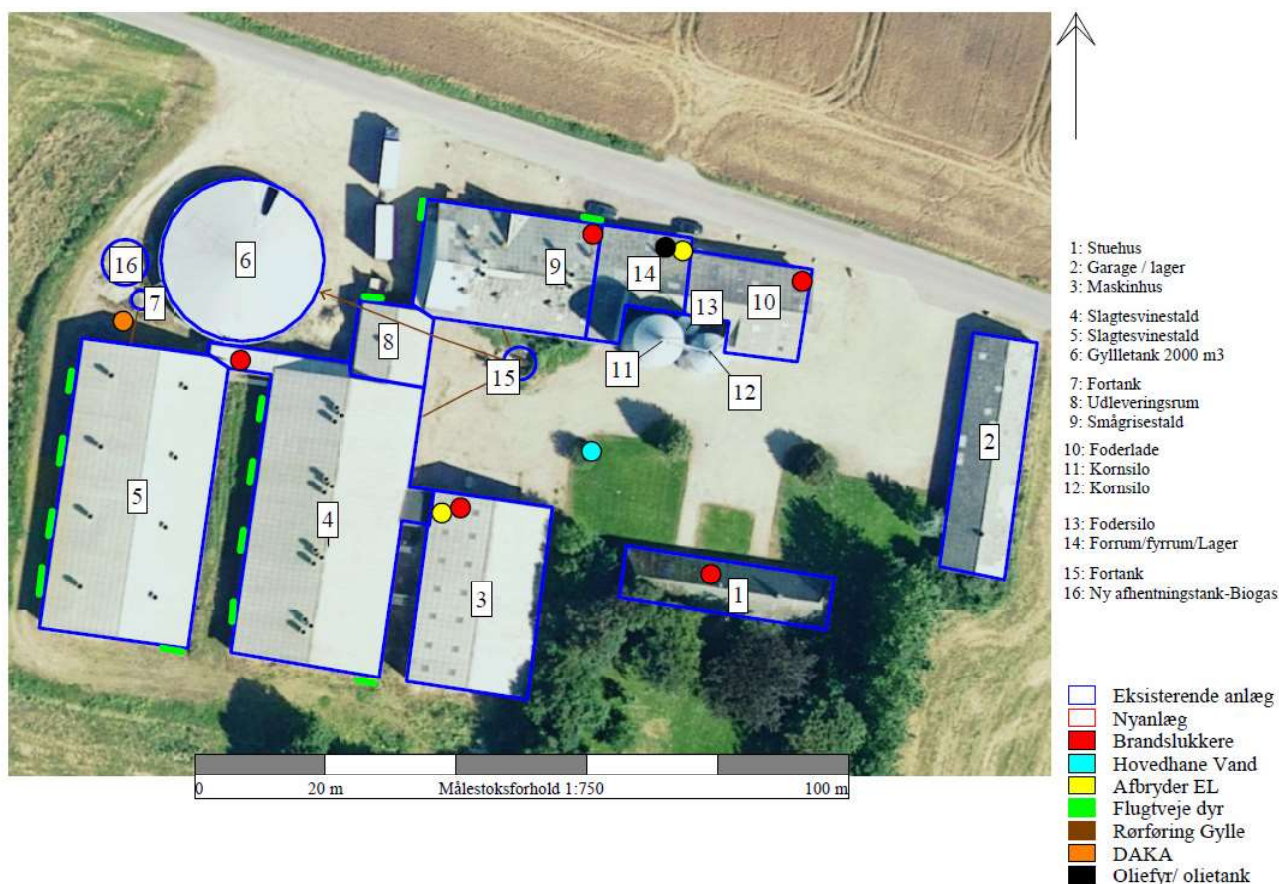 16
6
7
9
14
13
10
8
11
12
15
2
5
4
3
1
1: Stuehus
2: Garage / lager
3: Maskinhus
4: Slagtesvinestald
5: Slagtesvinestald
6: Gyllletank 2000 m3
7: Fortank
8: Udleveringsrum
9: Smågrisestald
10: Foderlade
11: Kornsilo
12: Kornsilo
13: Fodersilo
14: Forrum/fyrrum/Lager
15: Fortank
16: Ny afhentningstank-Biogas
Eksisterende anlæg
Nyanlæg
Brandslukkere
Hovedhane Vand
Afbryder EL
Flugtveje dyr
Rørføring Gylle
DAKA
Oliefyr/ olietank
0 20 m Målestoksforhold 1:750 100 m